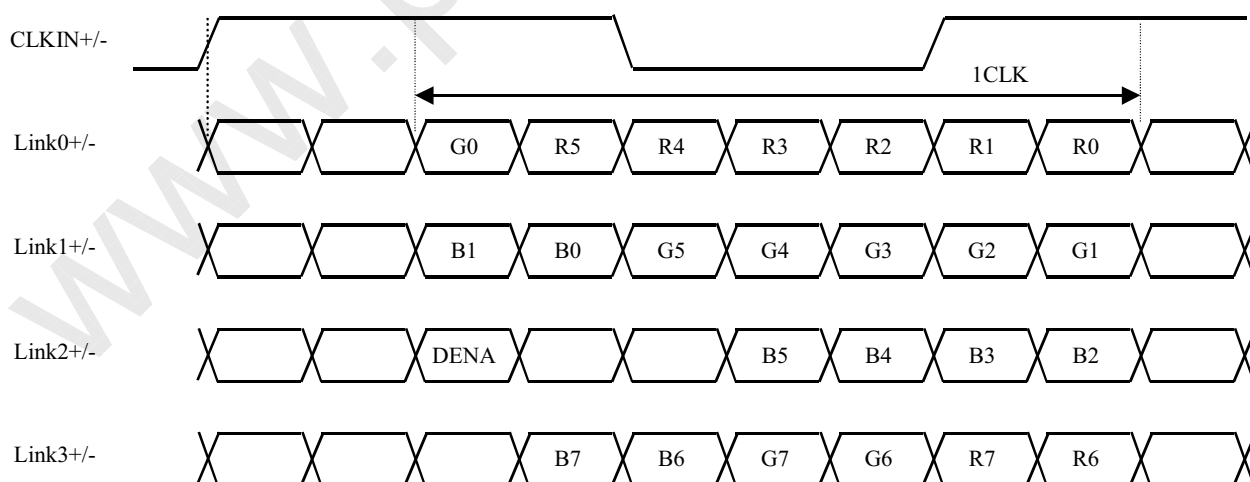 CLKIN+/-
1CLK
Link0+/- G0 R5 R4 R3 R2 R1 R0
Link1+/- B1 B0 G5 G4 G3 G2 G1
Link2+/- DENA B5 B4 B3 B2
Link3+/- B7 B6 G7 G6 R7 R6
www.p